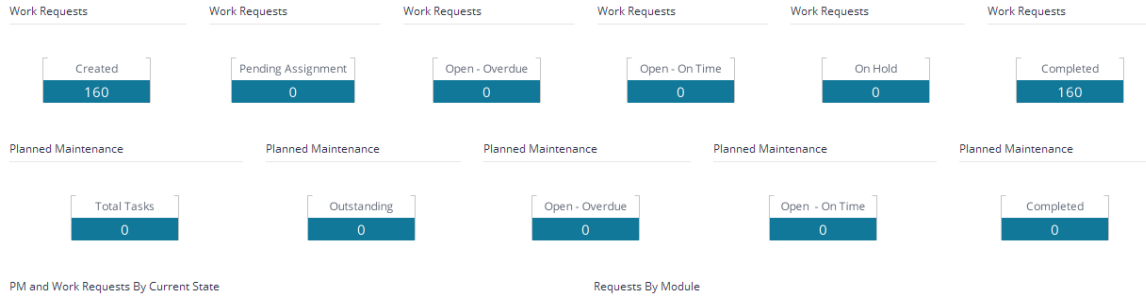 Work Requests Work Requests Work Requests Work Requests Work Requests Work Requests
Created Pending Assignment Open - Overdue Open - On Time On Hold Completed
160 0 0 0 0 160
Planned Maintenance Planned Maintenance Planned Maintenance Planned Maintenance Planned Maintenance
Total Tasks Outstanding Open - Overdue Open - On Time Completed
0 0 0 0 0
PM and Work Requests By Current State Requests By Module